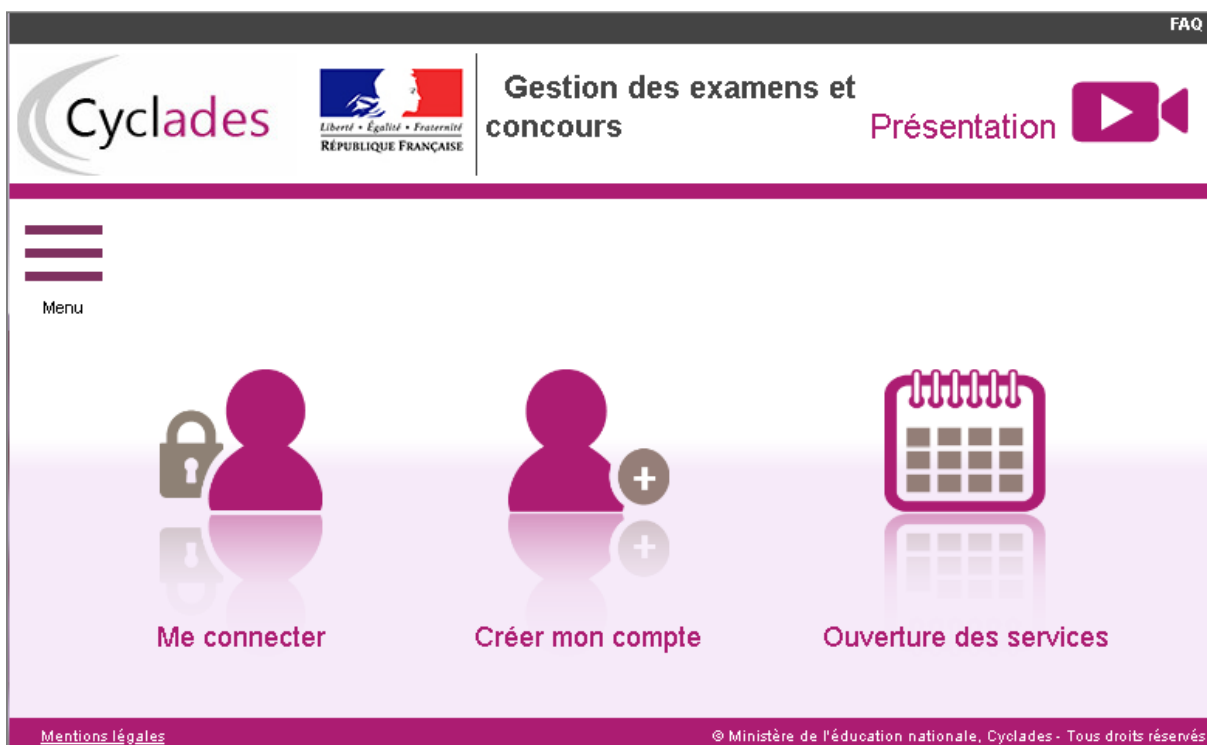 FAQ
Cyclades
Liberté • Égalité • Fraternité
RÉPUBLIQUE FRANÇAISE
Gestion des examens et
concours
Présentation
Menu
Me connecter
Créer mon compte
Ouverture des services
Mentions légales
© Ministère de l'éducation nationale, Cyclades - Tous droits réservés